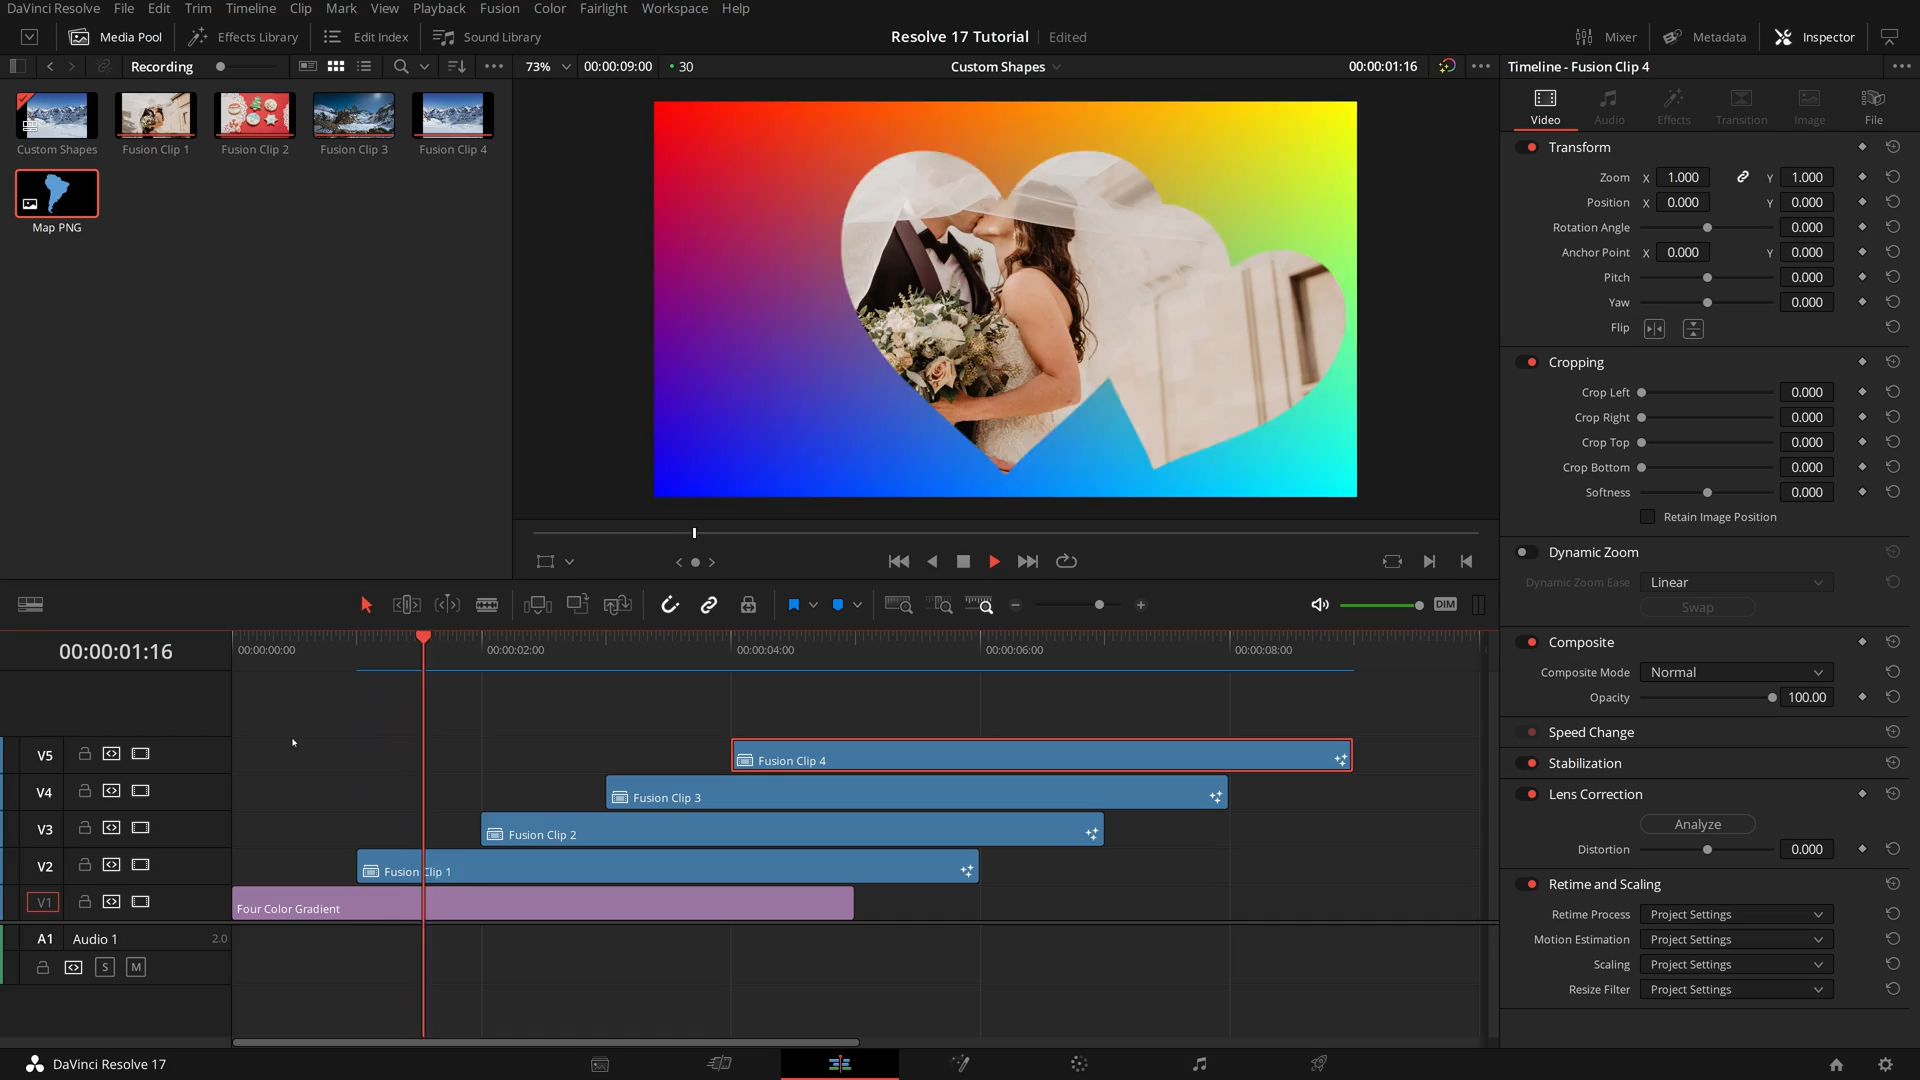 DaVinci Resolve File Edit Trim Timeline Clip Mark View Playback Fusion Color Fairlight Workspace Help
Media Pool Effects Library Edit Index Sound Library Resolve 17 Tutorial Edited Mixer Metadata Inspector
Recording 73% 00:00:09:00 30 Custom Shapes 00:00:01:16 Timeline - Fusion Clip 4
Video Audio Effects Transition Image File
Custom Shapes Fusion Clip 1 Fusion Clip 2 Fusion Clip 3 Fusion Clip 4
Map PNG
Transform
Zoom X 1.000 Y 1.000
Position X 0.000 Y 0.000
Rotation Angle 0.000
Anchor Point X 0.000 Y 0.000
Pitch 0.000
Yaw 0.000
Flip
Cropping
Crop Left 0.000
Crop Right 0.000
Crop Top 0.000
Crop Bottom 0.000
Softness 0.000
Retain Image Position
Dynamic Zoom
Dynamic Zoom Ease Linear
Swap
Composite
Composite Mode Normal
Opacity 100.00
Speed Change
Stabilization
Lens Correction
Analyze
Distortion 0.000
Retime and Scaling
Retime Process Project Settings
Motion Estimation Project Settings
Scaling Project Settings
Resize Filter Project Settings
DIM
00:00:01:16 00:00:00:00 00:00:02:00 00:00:04:00 00:00:06:00 00:00:08:00
V5 Fusion Clip 4
V4 Fusion Clip 3
V3 Fusion Clip 2
V2 Fusion Clip 1
V1 Four Color Gradient
A1 Audio 1 2.0
S M
DaVinci Resolve 17